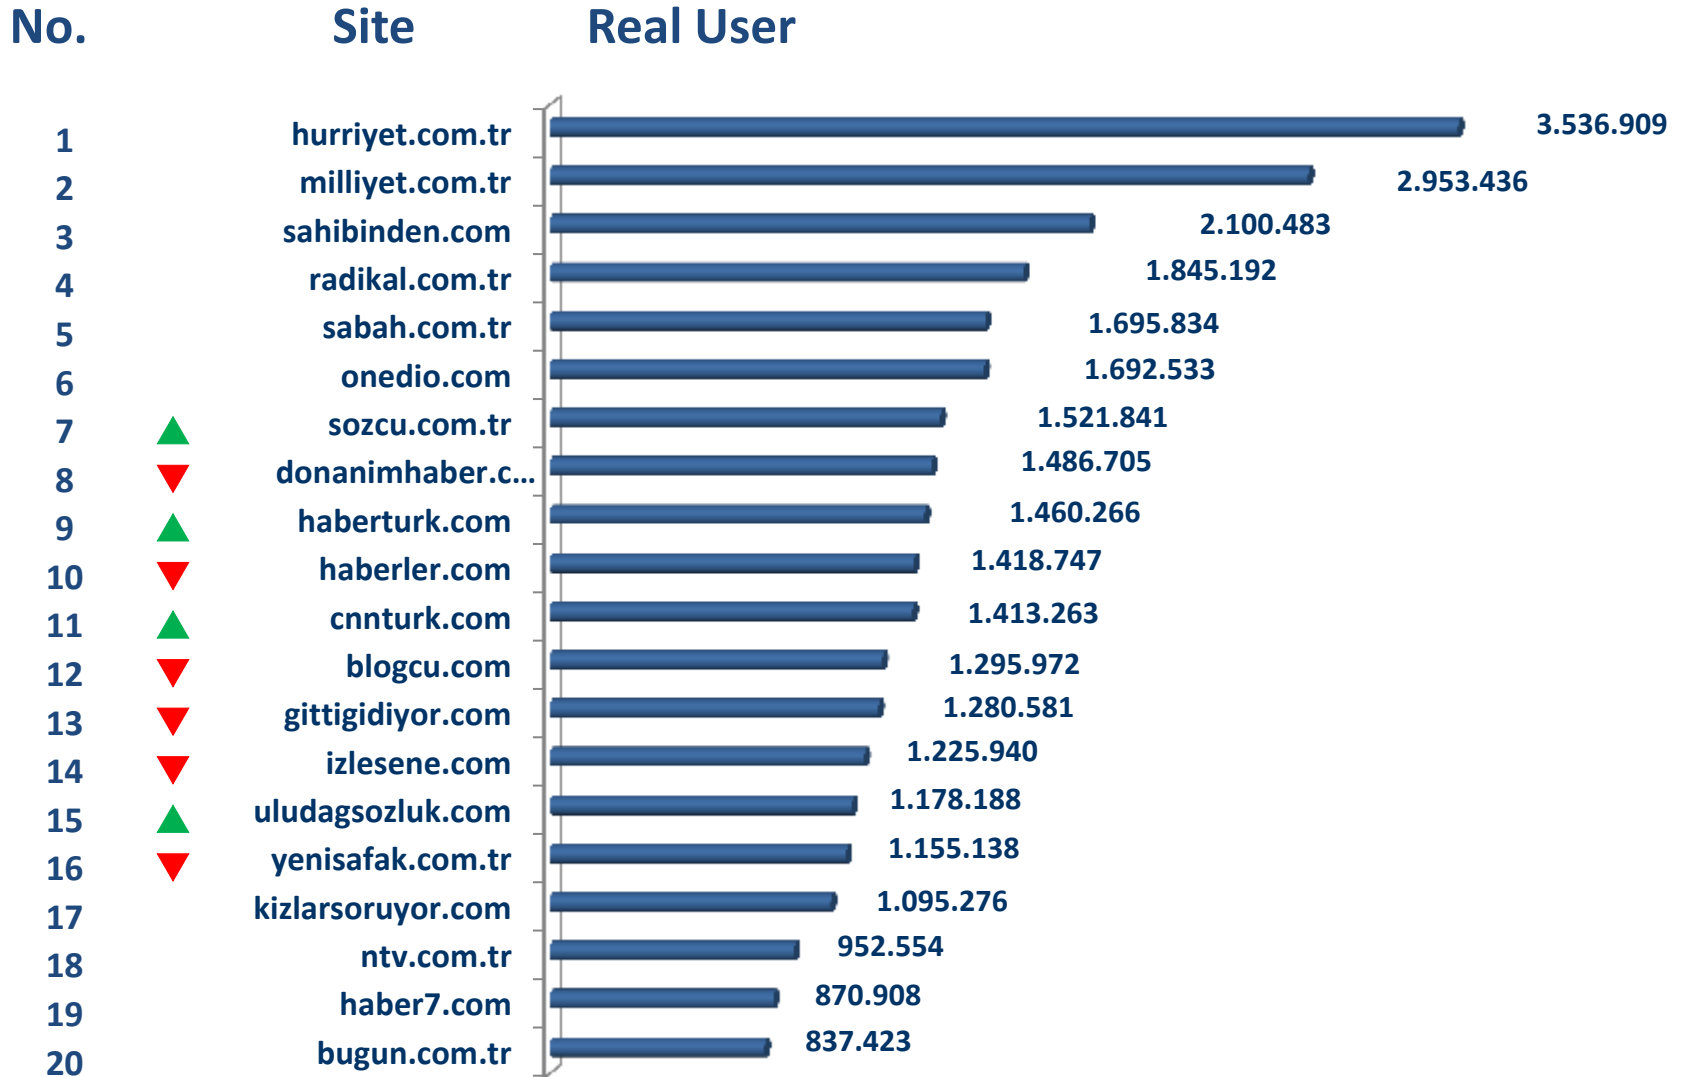 No. Site Real User
1 hurriyet.com.tr 3.536.909
2 milliyet.com.tr 2.953.436
3 sahibinden.com 2.100.483
4 radikal.com.tr 1.845.192
5 sabah.com.tr 1.695.834
6 onedio.com 1.692.533
7 sozcu.com.tr 1.521.841
8 donanimhaber.c... 1.486.705
9 haberturk.com 1.460.266
10 haberler.com 1.418.747
11 cnnturk.com 1.413.263
12 blogcu.com 1.295.972
13 gittigidiyor.com 1.280.581
14 izlesene.com 1.225.940
15 uludagsozluk.com 1.178.188
16 yenisafak.com.tr 1.155.138
17 kizlarsoruyor.com 1.095.276
18 ntv.com.tr 952.554
19 haber7.com 870.908
20 bugun.com.tr 837.423